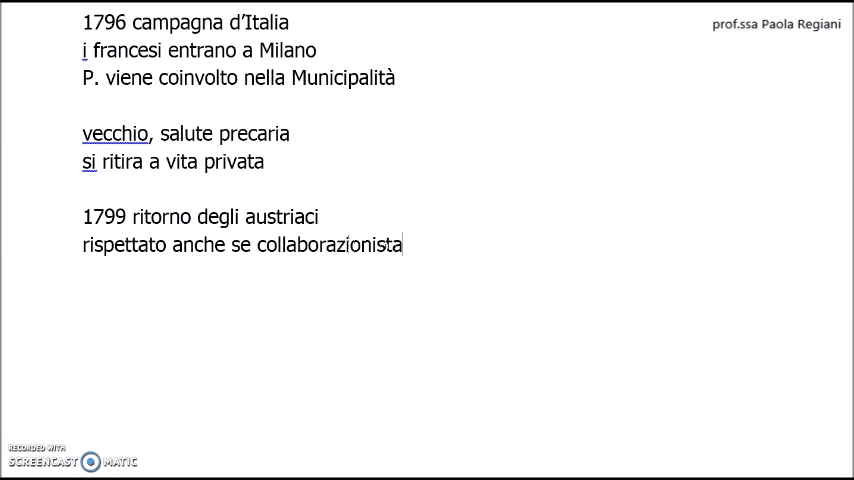 1796 campagna d’Italia
prof.ssa Paola Regiani
i francesi entrano a Milano
P. viene coinvolto nella Municipalità
vecchio, salute precaria
si ritira a vita privata
1799 ritorno degli austriaci
rispettato anche se collaborazionista
RECORDED WITH
SCREENCAST MATIC